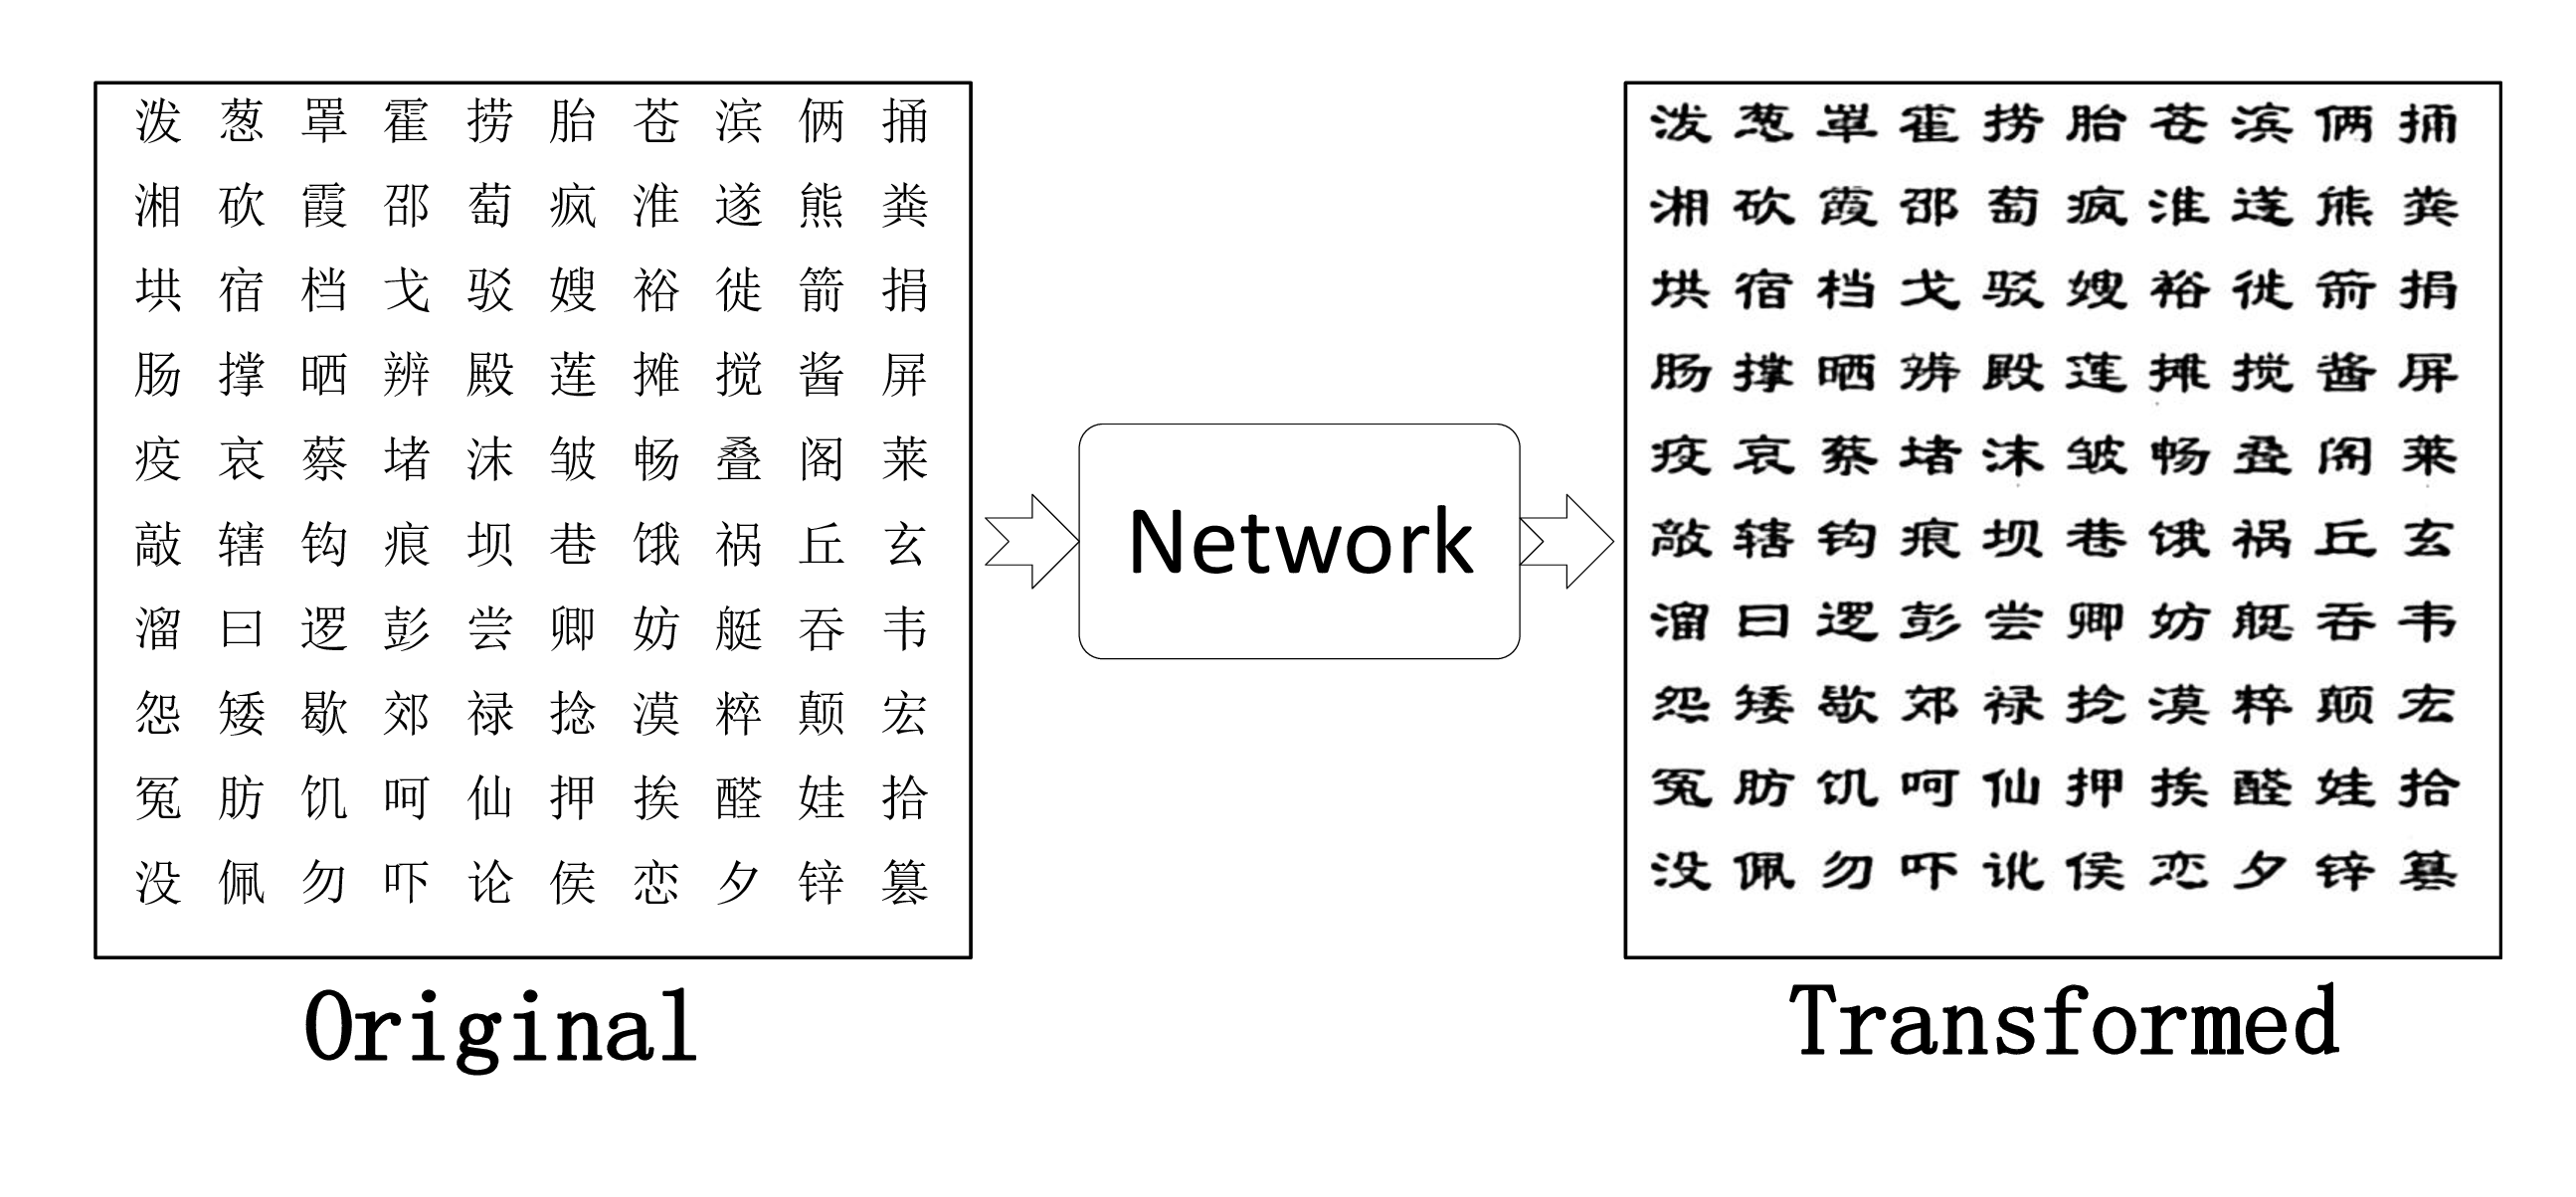 泼 葱 罩 霍 捞 胎 苍 滨 俩 捅
湘 砍 霞 邵 萄 疯 淮 遂 熊 粪
烘 宿 档 戈 驳 嫂 裕 徙 箭 捐
肠 撑 晒 辨 殿 莲 摊 搅 酱 屏
疫 哀 蔡 堵 沫 皱 畅 叠 阁 莱
敲 辖 钩 痕 坝 巷 饿 祸 丘 玄
溜 曰 逻 彭 尝 卿 妨 艇 吞 韦
怨 矮 歇 郊 禄 捻 漠 粹 颠 宏
冤 肪 饥 呵 仙 押 挨 醛 娃 拾
没 佩 勿 吓 论 侯 恋 夕 锌 篡
Original
Network
泼 葱 罩 霍 捞 胎 苍 滨 俩 捅
湘 砍 霞 邵 萄 疯 淮 遂 熊 粪
烘 宿 档 戈 驳 嫂 裕 徙 箭 捐
肠 撑 晒 辨 殿 莲 摊 搅 酱 屏
疫 哀 蔡 堵 沫 皱 畅 叠 阁 莱
敲 辖 钩 痕 坝 巷 饿 祸 丘 玄
溜 曰 逻 彭 尝 卿 妨 艇 吞 韦
怨 矮 歇 郊 禄 捻 漠 粹 颠 宏
冤 肪 饥 呵 仙 押 挨 醛 娃 拾
没 佩 勿 吓 论 侯 恋 夕 锌 篡
Transformed